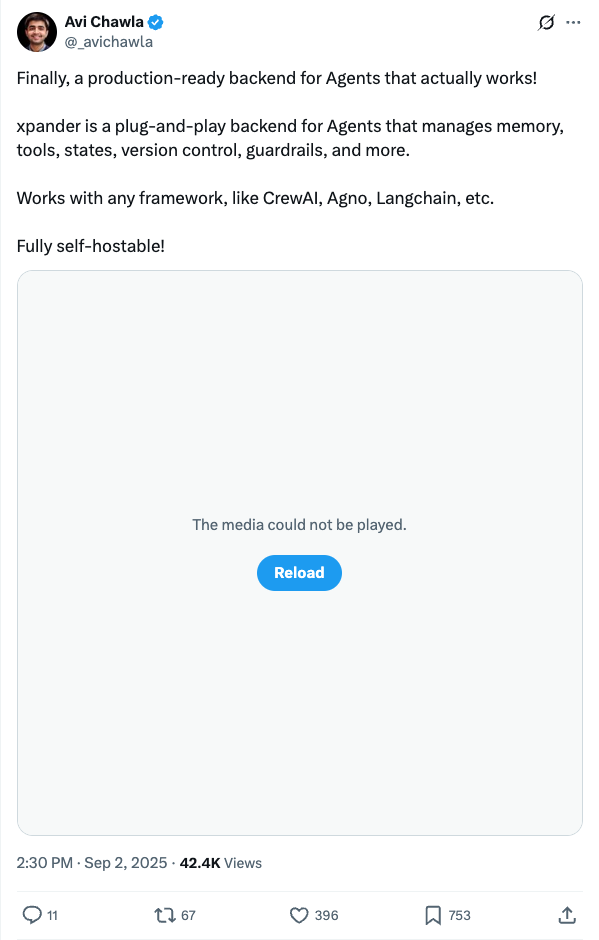 Avi Chawla
@_avichawla
Finally, a production-ready backend for Agents that actually works!
xpander is a plug-and-play backend for Agents that manages memory,
tools, states, version control, guardrails, and more.
Works with any framework, like CrewAI, Agno, Langchain, etc.
Fully self-hostable!
The media could not be played.
Reload
2:30 PM · Sep 2, 2025 · 42.4K Views
11 67 396 753